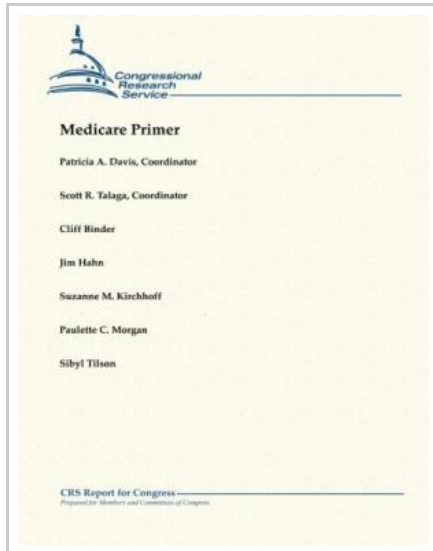 Congressional
Research
Service
Medicare Primer
Patricia A. Davis, Coordinator
Scott R. Talaga, Coordinator
Cliff Binder
Jim Hahn
Suzanne M. Kirchhoff
Paulette C. Morgan
Sibyl Tilson
CRS Report for Congress
Prepared for Members and Committees of Congress